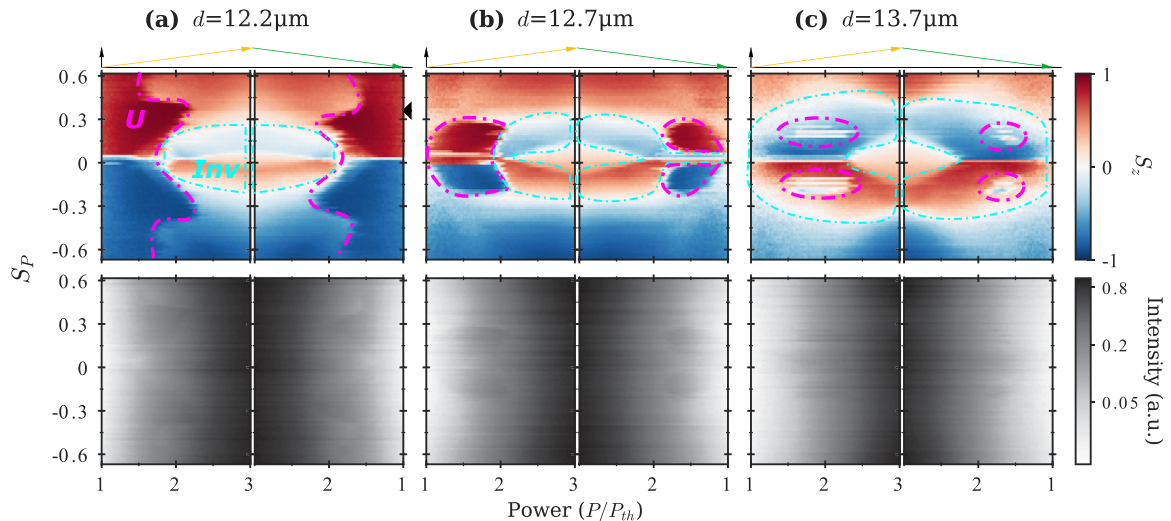 (a) d=12.2μm (b) d=12.7μm (c) d=13.7μm
0.6
0.3
0
-0.3
-0.6
U
Inv
1
0
-1
S_z
S_P
0.6
0.3
0
-0.3
-0.6
0.8
0.2
0.05
Intensity (a.u.)
1 2 3 2 1 2 3 2 1 2 3 2 1
Power (P/P_th)